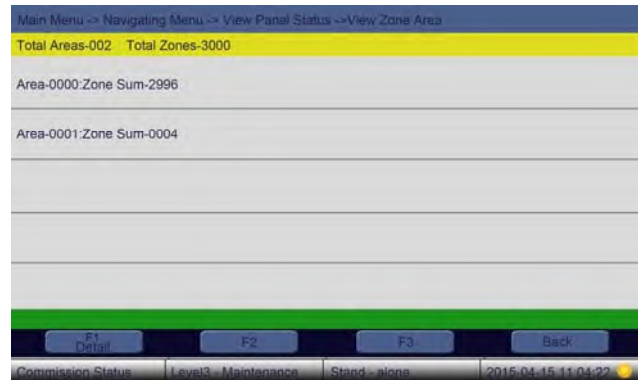 Main Menu -> Navigating Menu -> View Panel Status ->View Zone Area
Total Areas-002 Total Zones-3000
Area-0000:Zone Sum-2996
Area-0001:Zone Sum-0004
F1
Detail
F2
F3
Back
Commission Status
Level3 - Maintenance
Stand - alone
2015-04-15 11:04:22